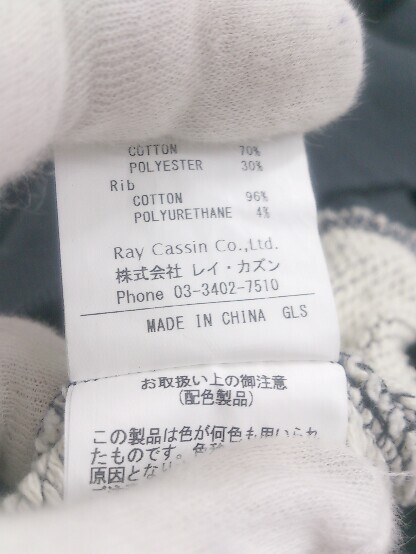 COTTON 70%
POLYESTER 30%
Rib
COTTON 96%
POLYURETHANE 4%
Ray Cassin Co.,Ltd.
株式会社 レイ・カズン
Phone 03-3402-7510
MADE IN CHINA GLS
お取扱い上の御注意
(配色製品)
この製品は色が何色も用いられ
たものです。色
原因となり